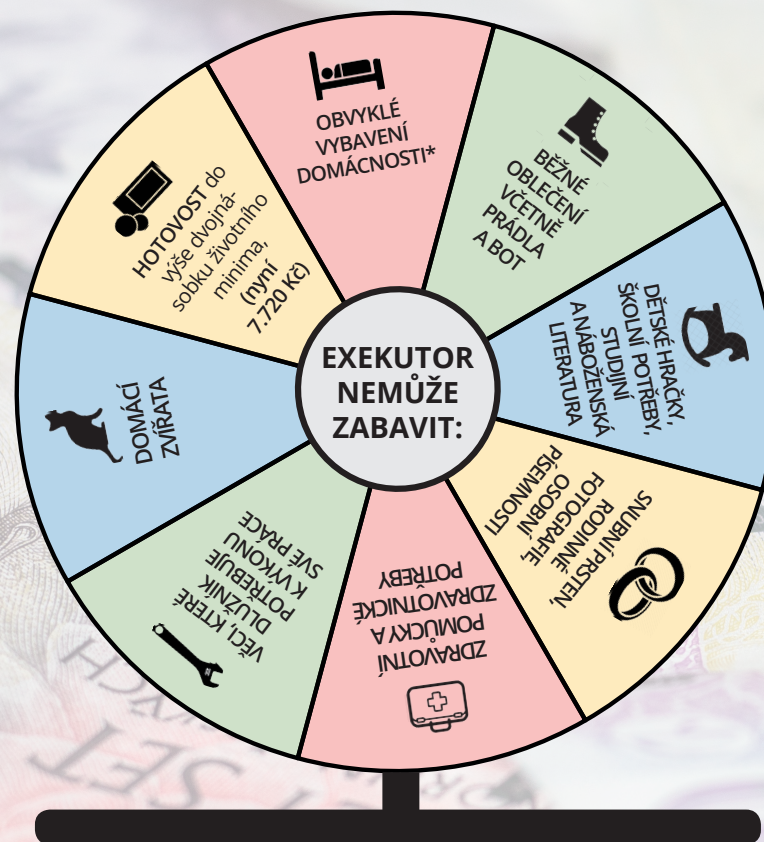 EXEKUTOR
NEMŮŽE
ZABAVIT:
OBVYKLÉ
VYBAVENÍ
DOMÁCNOSTI*
BĚŽNÉ
OBLEČENÍ
VČETNĚ
PRÁDLA
A BOT
DĚTSKÉ HRAČKY,
ŠKOLNÍ POTŘEBY,
STUDIJNÍ
A NÁBOŽENSKÁ
LITERATURA
SNUBNÍ PRSTEN,
RODINNÉ
FOTOGRAFIE,
OSOBNÍ
PÍSEMNOSTI
ZDRAVOTNÍ
POMŮCKY A
ZDRAVOTNICKÉ
POTŘEBY
VĚCI, KTERÉ
DLUŽNÍK
POTŘEBUJE
K VÝKONU
SVÉ PRÁCE
DOMÁCÍ
ZVÍŘATA
HOTOVOST do
výše dvojná-
sobku životního
minima,
(nyní
7.720 Kč)